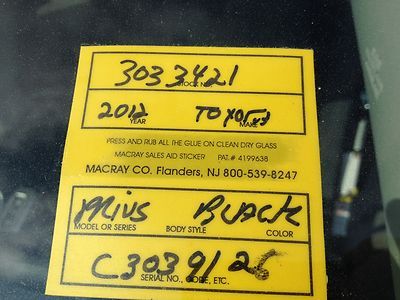 3033421
STOCK NO.
2012 TOYOTA
YEAR MAKE
PRESS AND RUB ALL THE GLUE ON CLEAN DRY GLASS
MACRAY SALES AID STICKER PAT. # 4199638
MACRAY CO. Flanders, NJ 800-539-8247
PRIUS BLACK
MODEL OR SERIES BODY STYLE COLOR
C303912
SERIAL NO., CODE, ETC.